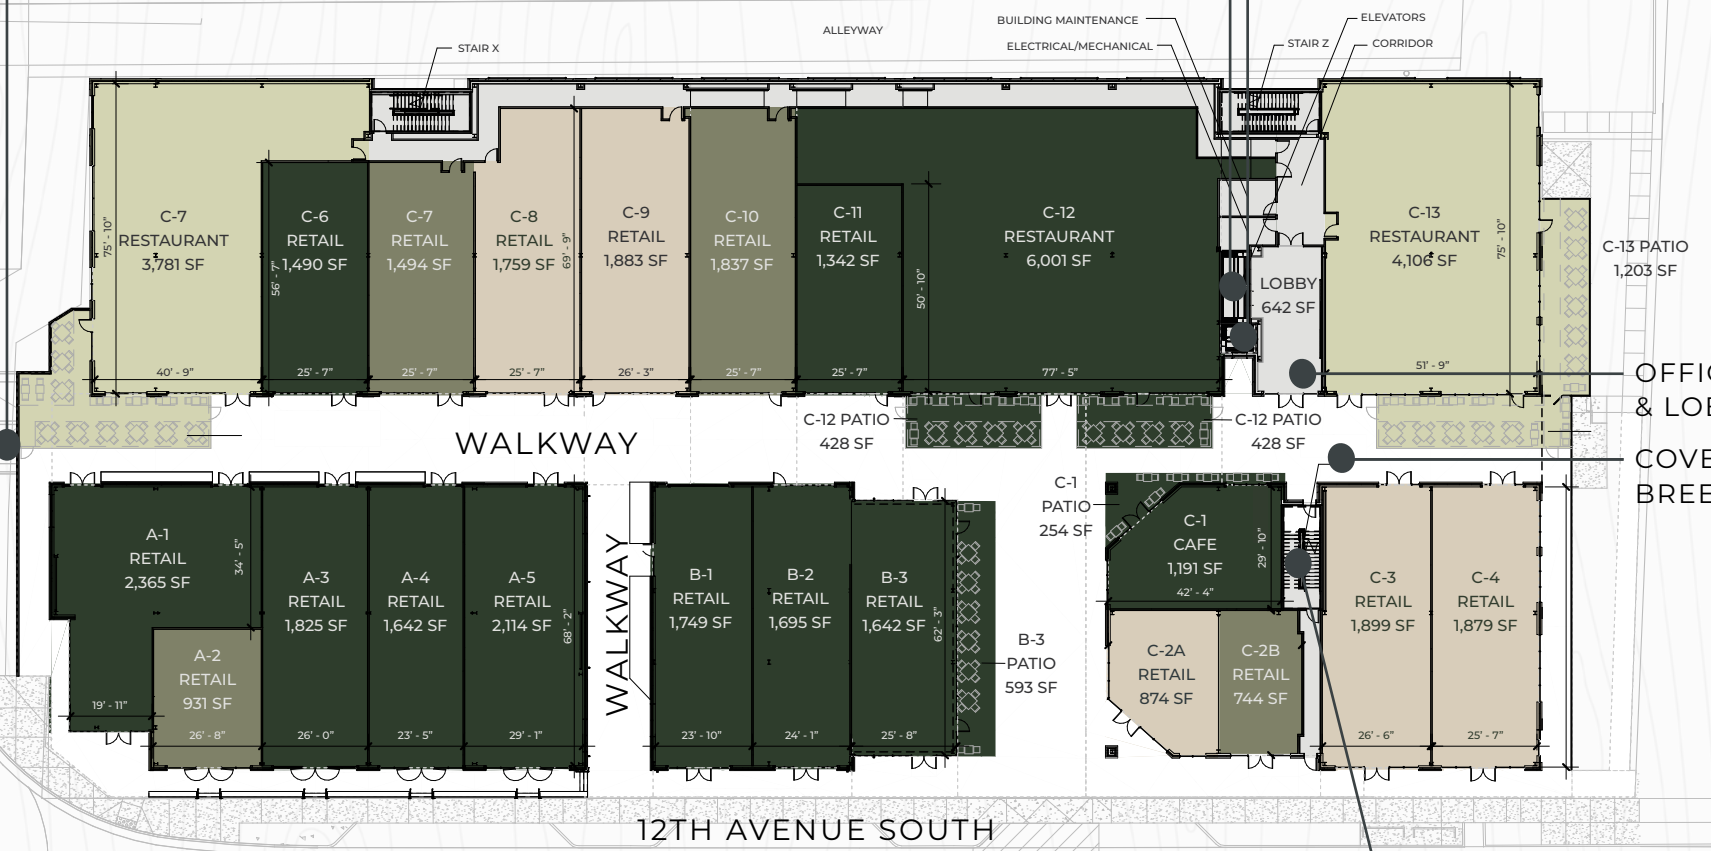 BUILDING MAINTENANCE
ELEVATORS
ALLEYWAY
STAIR X
ELECTRICAL/MECHANICAL
STAIR Z
CORRIDOR
C-7
RESTAURANT
3,781 SF
75' - 10"
40' - 9"
C-6
RETAIL
1,490 SF
56' - 7"
25' - 7"
C-7
RETAIL
1,494 SF
25' - 7"
C-8
RETAIL
1,759 SF
69' - 9"
25' - 7"
C-9
RETAIL
1,883 SF
26' - 3"
C-10
RETAIL
1,837 SF
25' - 7"
C-11
RETAIL
1,342 SF
25' - 7"
50' - 10"
C-12
RESTAURANT
6,001 SF
77' - 5"
LOBBY
642 SF
C-13
RESTAURANT
4,106 SF
75' - 10"
51' - 9"
C-13 PATIO
1,203 SF
OFFIC
& LOB
C-12 PATIO
428 SF
C-12 PATIO
428 SF
WALKWAY
COVE
BREE
A-1
RETAIL
2,365 SF
34' - 5"
19' - 11"
A-2
RETAIL
931 SF
26' - 8"
A-3
RETAIL
1,825 SF
26' - 0"
A-4
RETAIL
1,642 SF
23' - 5"
A-5
RETAIL
2,114 SF
68' - 2"
29' - 1"
WALKWAY
B-1
RETAIL
1,749 SF
23' - 10"
B-2
RETAIL
1,695 SF
24' - 1"
B-3
RETAIL
1,642 SF
62' - 3"
25' - 8"
B-3
PATIO
593 SF
C-1
PATIO
254 SF
C-1
CAFE
1,191 SF
29' - 10"
42' - 4"
C-2A
RETAIL
874 SF
C-2B
RETAIL
744 SF
C-3
RETAIL
1,899 SF
26' - 6"
C-4
RETAIL
1,879 SF
25' - 7"
12TH AVENUE SOUTH